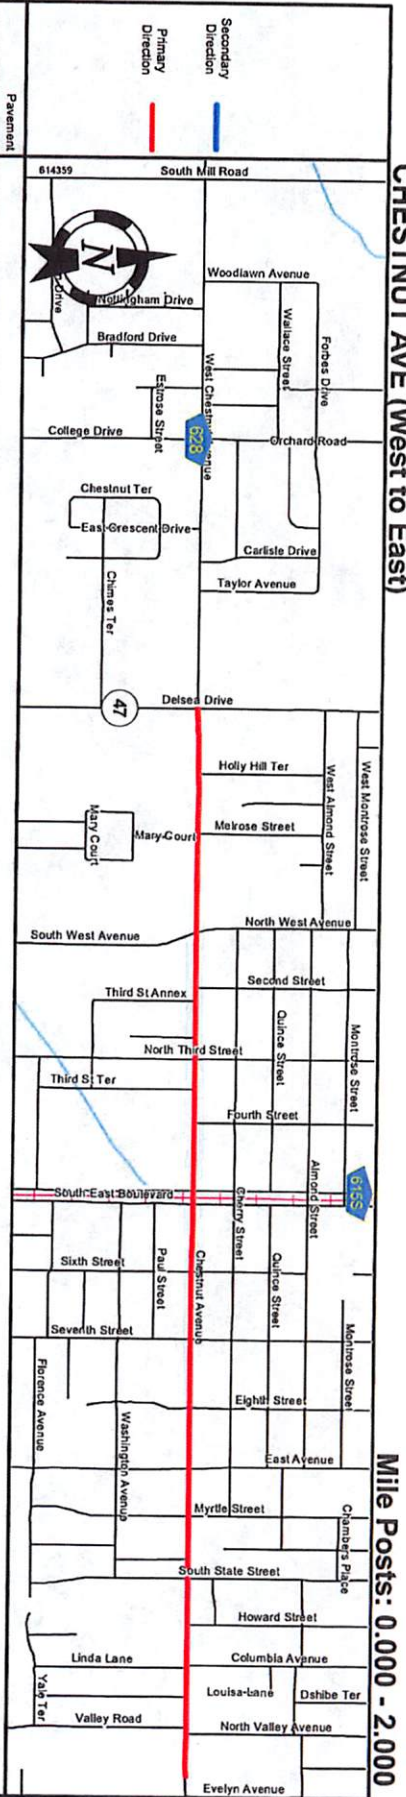 CHESTNUT AVE (West to East)
Mile Posts: 0.000 - 2.000
Secondary
Direction
Primary
Direction
Pavement
614359
South Mill Road
Woodlawn Avenue
Wallace Street
Forbes Drive
Nottingham Drive
Drive
Bradford Drive
N
Estrose Street
College Drive
628
Orchard Road
Chestnut Ter
East Crescent Drive
Chimes Ter
Carlisle Drive
Taylor Avenue
Delsea Drive
47
Holly Hill Ter
West Almond Street
West Montrose Street
Melrose Street
Mary Court
Mary Court
South West Avenue
North West Avenue
Second Street
Third St Annex
North Third Street
Quince Street
Montrose Street
Third St Ter
Fourth Street
South East Boulevard
615S
Almond Street
Cherry Street
Sixth Street
Paul Street
Chestnut Avenue
Quince Street
Seventh Street
Montrose Street
Florence Avenue
Washington Avenue
Eighth Street
East Avenue
Myrtle Street
Chambers Place
South State Street
Howard Street
Linda Lane
Columbia Avenue
Louisa Lane
Dshibe Ter
Yale Ter
Valley Road
North Valley Avenue
Evelyn Avenue